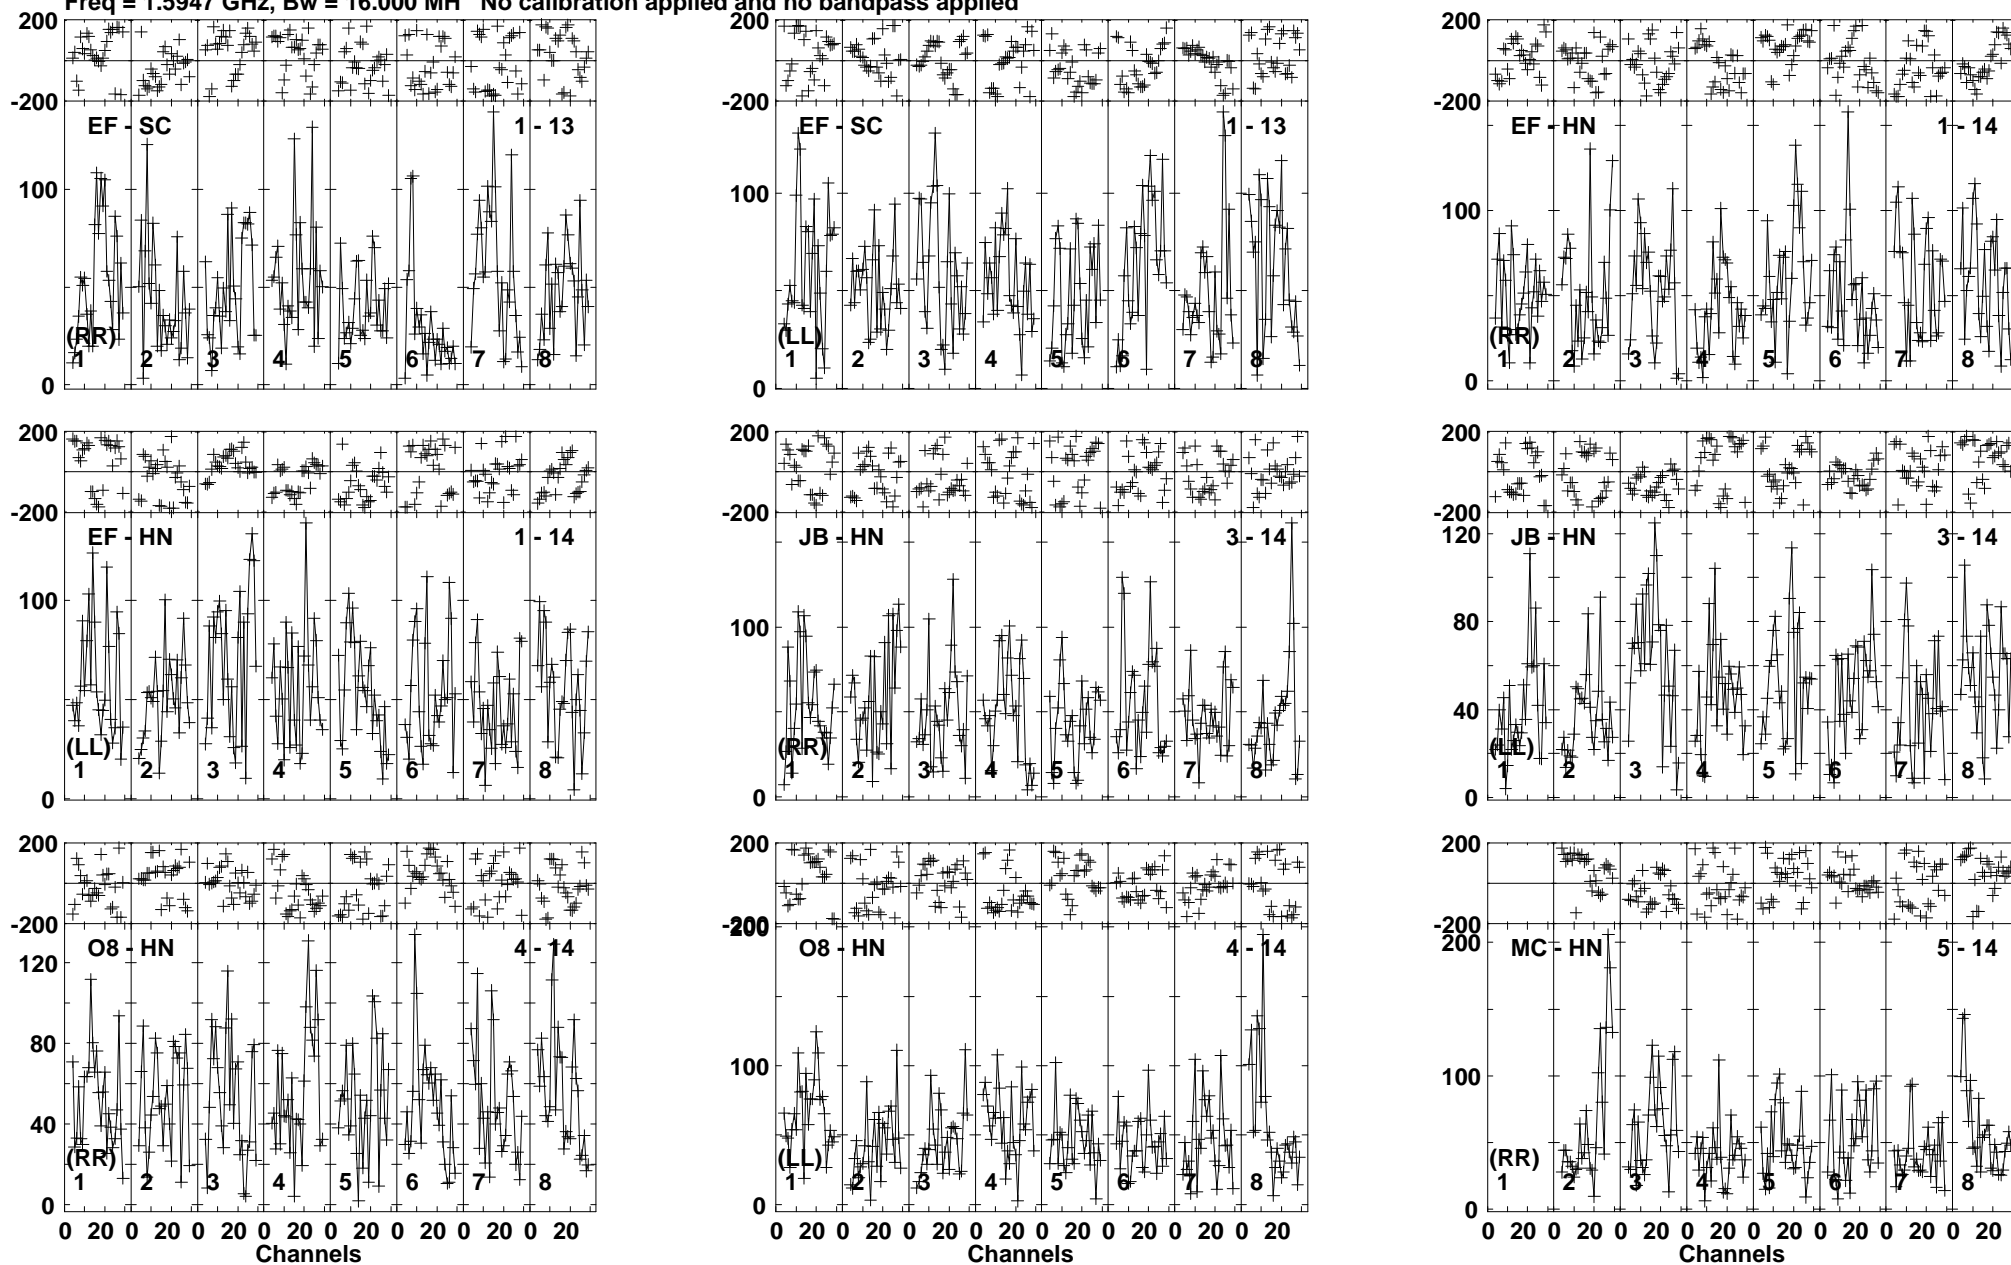 Freq = 1.5947 GHz, Bw = 16.000 MH No calibration applied and no bandpass applied
200 200 200
-200 -200 -200
EF - SC 1 - 13 EF - SC 1 - 13 EF - HN 1 - 14
100 100 100
(RR) (LL) (RR)
1 2 3 4 5 6 7 8 1 2 3 4 5 6 7 8 1 2 3 4 5 6 7 8
0 0 0
200 200 200
-200 -200 -200
EF - HN 1 - 14 JB - HN 3 - 14 JB - HN 3 - 14
120
100 100
80
40
(LL) (RR) (LL)
1 2 3 4 5 6 7 8 1 2 3 4 5 6 7 8 1 2 3 4 5 6 7 8
0 0 0
200 200 200
-200 -200 -200
200 200
O8 - HN 4 - 14 O8 - HN 4 - 14 MC - HN 5 - 14
120
80
100 100
40
(RR) (LL) (RR)
1 2 3 4 5 6 7 8 1 2 3 4 5 6 7 8 1 2 3 4 5 6 7 8
0 0 0
0 20 0 20 0 20 0 20 0 20 0 20 0 20 0 20 0 20 0 20 0 20 0 20 0 20 0 20 0 20 0 20 0 20 0 20 0 20 0 20 0 20 0 20 0 20 0 20
Channels Channels Channels